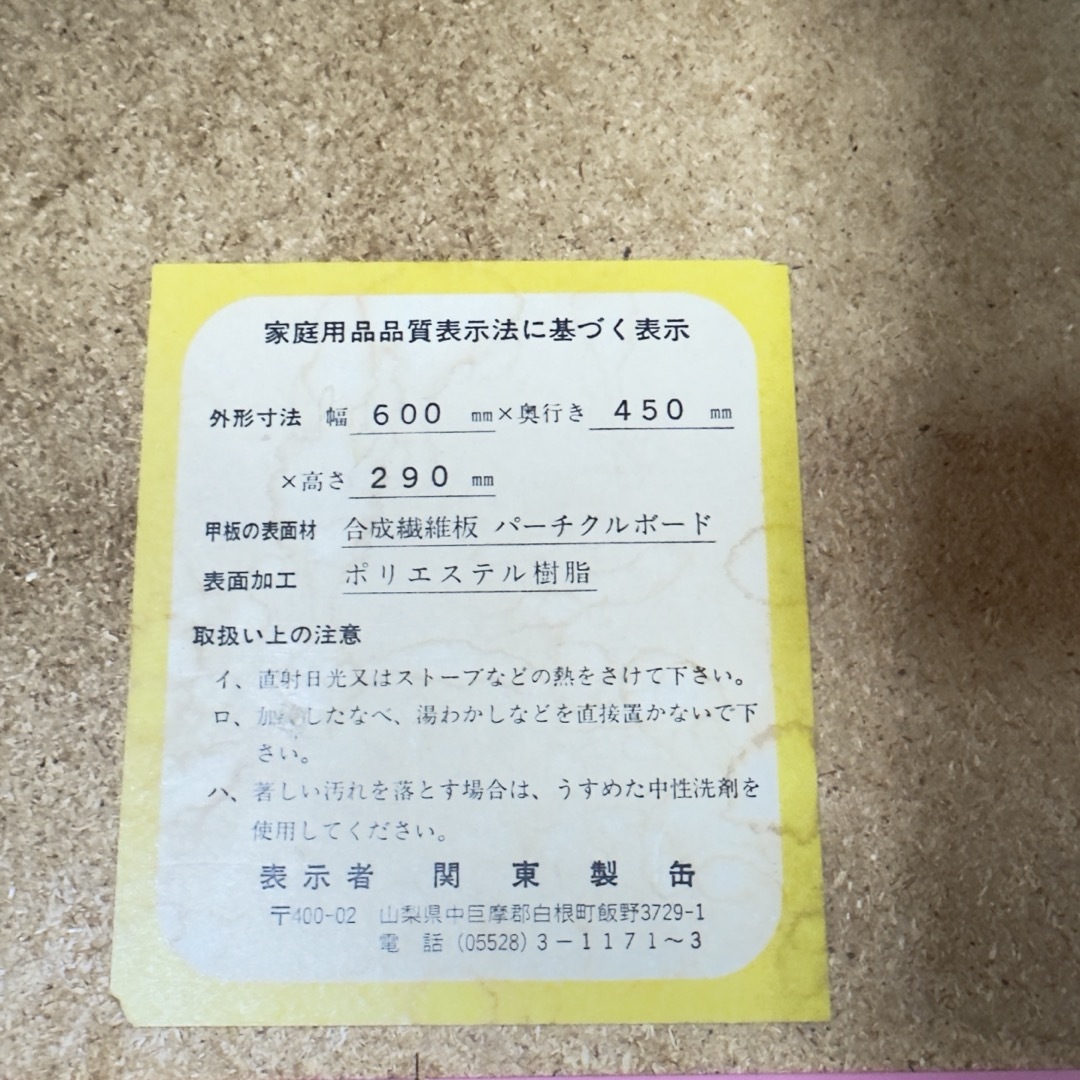 家庭用品品質表示法に基づく表示
外形寸法 幅 600 mm×奥行き 450 mm
×高さ 290 mm
甲板の表面材 合成繊維板 パーチクルボード
表面加工 ポリエステル樹脂
取扱い上の注意
イ、直射日光又はストーブなどの熱をさけて下さい。
ロ、加したなべ、湯わかしなどを直接置かないで下
さい。
ハ、著しい汚れを落とす場合は、うすめた中性洗剤を
使用してください。
表示者 関東製缶
〒400-02 山梨県中巨摩郡白根町飯野3729-1
電話 (05528) 3-1171~3